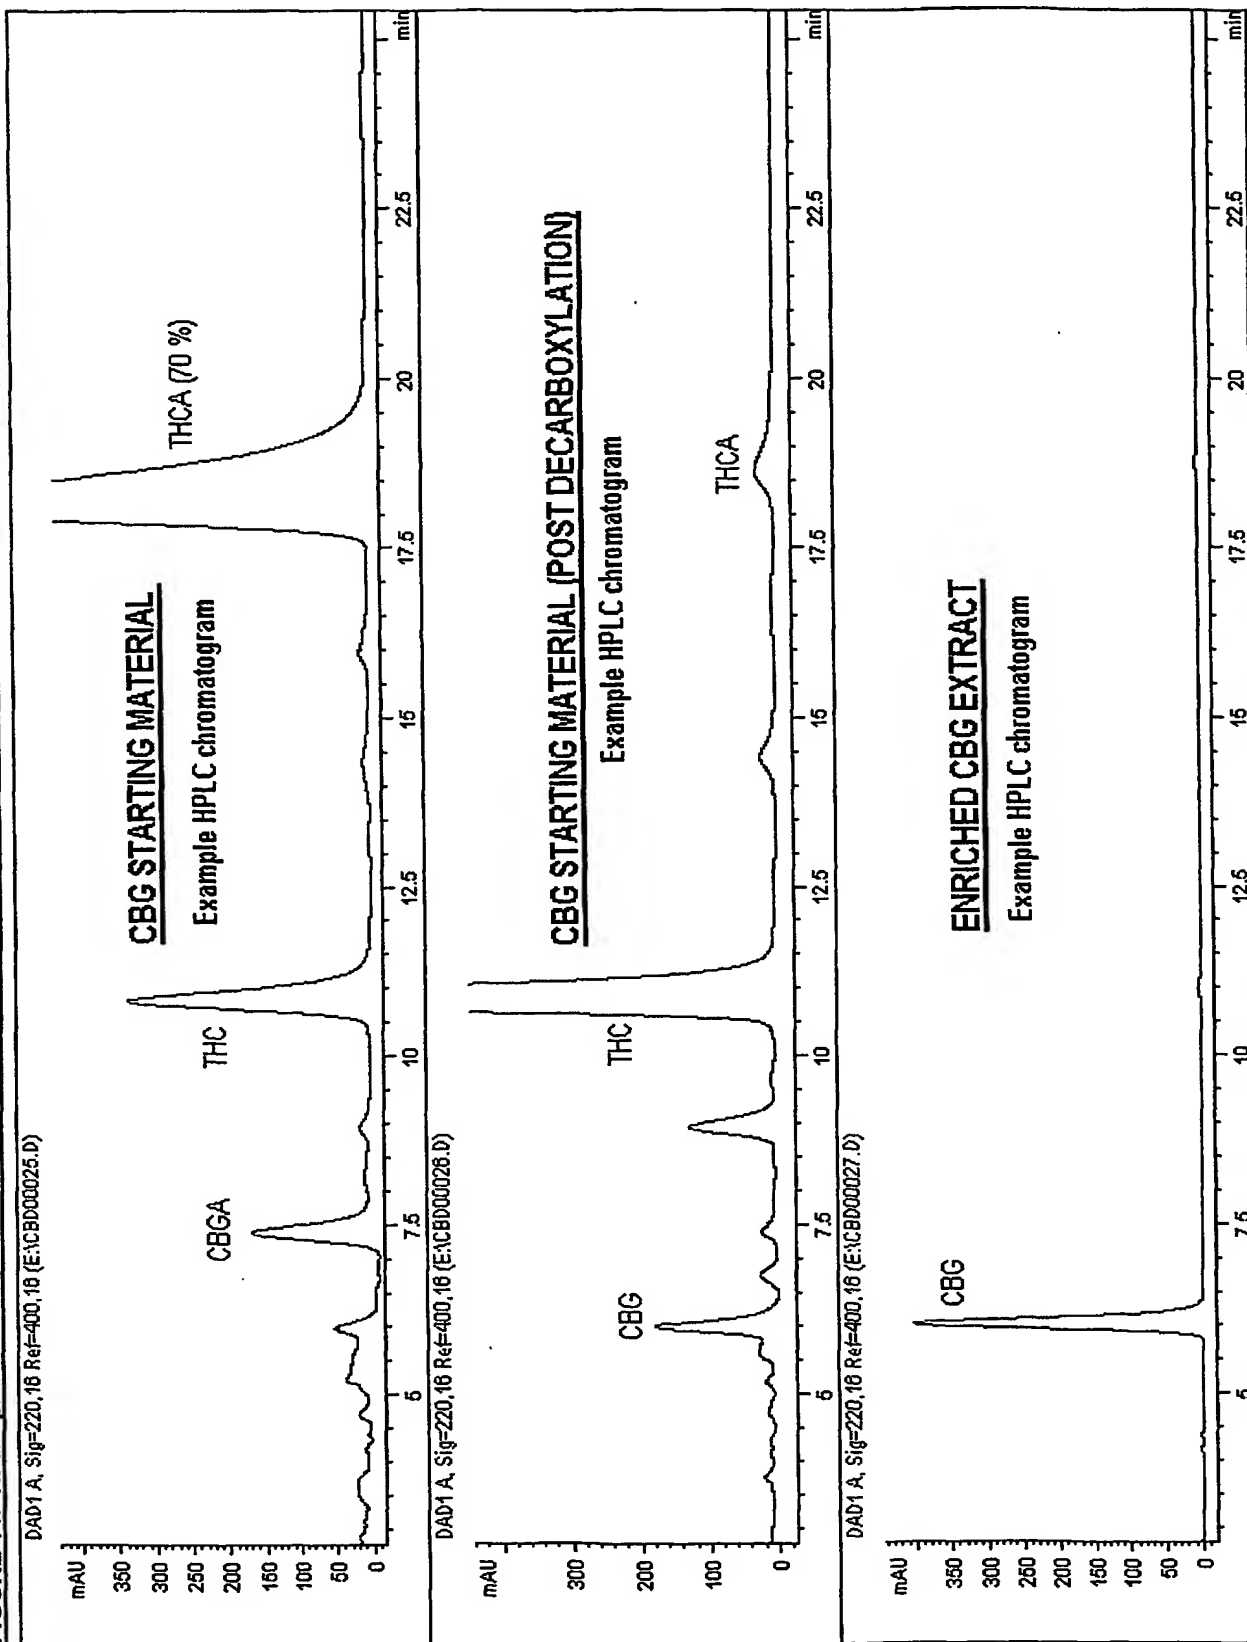 DAD1 A, Sig=220,16 Ref=400,16 (E:\CBD00025.D)
mAU
350
300
250
200
150
100
50
0
CBG STARTING MATERIAL
Example HPLC chromatogram
CBGA
THC
THCA (70 %)
5
7.5
10
12.5
15
17.5
20
22.5
min
DAD1 A, Sig=220,16 Ref=400,16 (E:\CBD00026.D)
mAU
300
200
100
0
CBG STARTING MATERIAL (POST DECARBOXYLATION)
Example HPLC chromatogram
CBG
THC
THCA
5
7.5
10
12.5
15
17.5
20
22.5
min
DAD1 A, Sig=220,16 Ref=400,16 (E:\CBD00027.D)
mAU
350
300
250
200
150
100
50
0
ENRICHED CBG EXTRACT
Example HPLC chromatogram
CBG
5
7.5
10
12.5
15
17.5
20
22.5
min